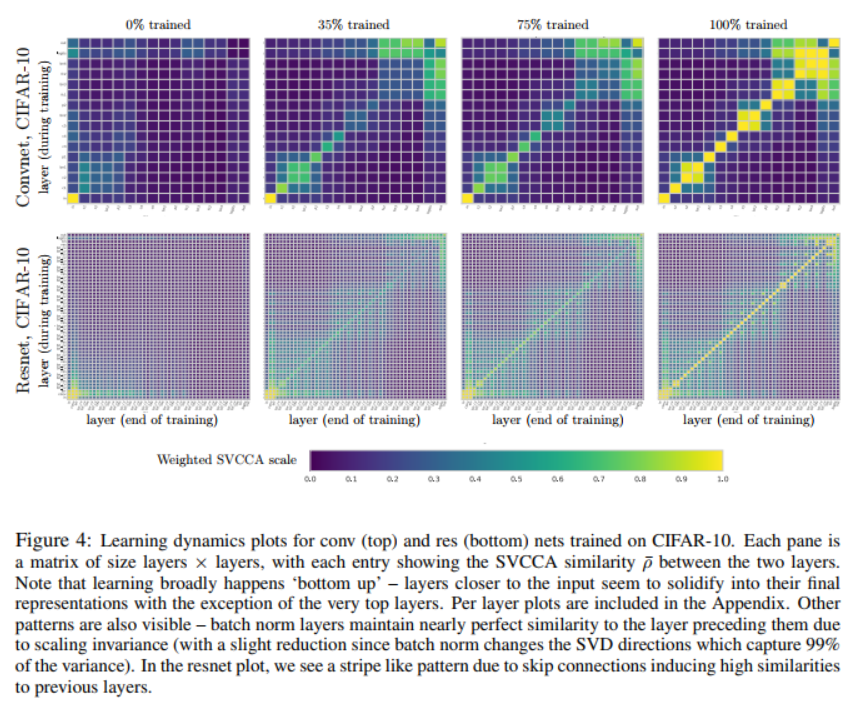 0% trained
35% trained
75% trained
100% trained
Convnet, CIFAR-10
layer (during training)
Resnet, CIFAR-10
layer (during training)
layer (end of training)
layer (end of training)
layer (end of training)
layer (end of training)
Weighted SVCCA scale
0.0 0.1 0.2 0.3 0.4 0.5 0.6 0.7 0.8 0.9 1.0
Figure 4: Learning dynamics plots for conv (top) and res (bottom) nets trained on CIFAR-10. Each pane is
a matrix of size layers × layers, with each entry showing the SVCCA similarity ρ̄ between the two layers.
Note that learning broadly happens ‘bottom up’ – layers closer to the input seem to solidify into their final
representations with the exception of the very top layers. Per layer plots are included in the Appendix. Other
patterns are also visible – batch norm layers maintain nearly perfect similarity to the layer preceding them due
to scaling invariance (with a slight reduction since batch norm changes the SVD directions which capture 99%
of the variance). In the resnet plot, we see a stripe like pattern due to skip connections inducing high similarities
to previous layers.